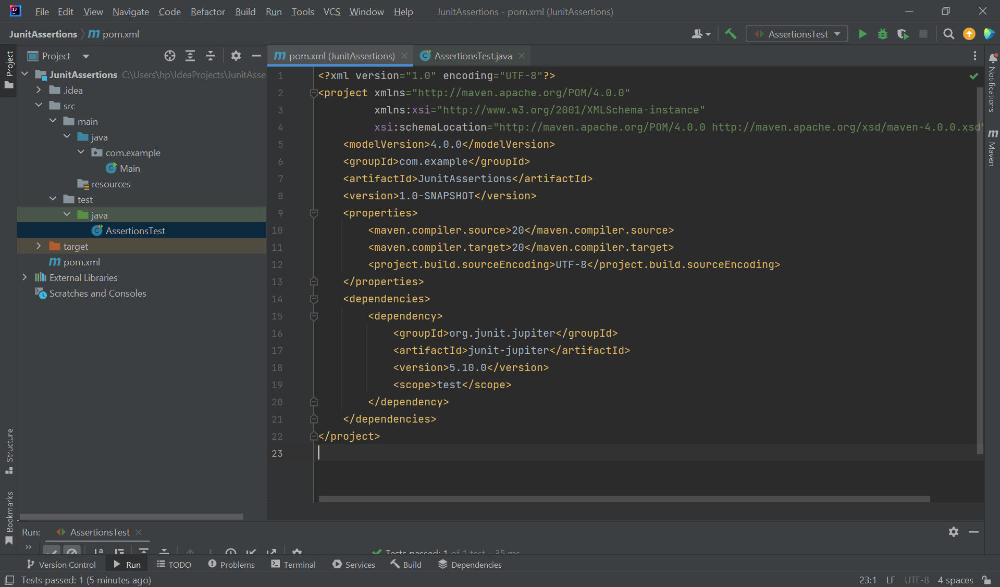 File Edit View Navigate Code Refactor Build Run Tools VCS Window Help JunitAssertions - pom.xml (JunitAssertions)
JunitAssertions m pom.xml AssertionsTest
Project
Project
pom.xml (JunitAssertions)
AssertionsTest.java
JunitAssertions C:\Users\hp\IdeaProjects\JunitAsse
.idea
src
main
java
com.example
Main
resources
test
java
AssertionsTest
target
pom.xml
External Libraries
Scratches and Consoles
Structure
Bookmarks
1 <?xml version="1.0" encoding="UTF-8"?>
2 <project xmlns="http://maven.apache.org/POM/4.0.0"
3 xmlns:xsi="http://www.w3.org/2001/XMLSchema-instance"
4 xsi:schemaLocation="http://maven.apache.org/POM/4.0.0 http://maven.apache.org/xsd/maven-4.0.0.xsd"
5 <modelVersion>4.0.0</modelVersion>
6 <groupId>com.example</groupId>
7 <artifactId>JunitAssertions</artifactId>
8 <version>1.0-SNAPSHOT</version>
9 <properties>
10 <maven.compiler.source>20</maven.compiler.source>
11 <maven.compiler.target>20</maven.compiler.target>
12 <project.build.sourceEncoding>UTF-8</project.build.sourceEncoding>
13 </properties>
14 <dependencies>
15 <dependency>
16 <groupId>org.junit.jupiter</groupId>
17 <artifactId>junit-jupiter</artifactId>
18 <version>5.10.0</version>
19 <scope>test</scope>
20 </dependency>
21 </dependencies>
22 </project>
23
Notifications
Maven
Run: AssertionsTest
Tests passed: 1 of 1 test – 35 ms
Version Control Run TODO Problems Terminal Services Build Dependencies
Tests passed: 1 (5 minutes ago) 23:1 LF UTF-8 4 spaces